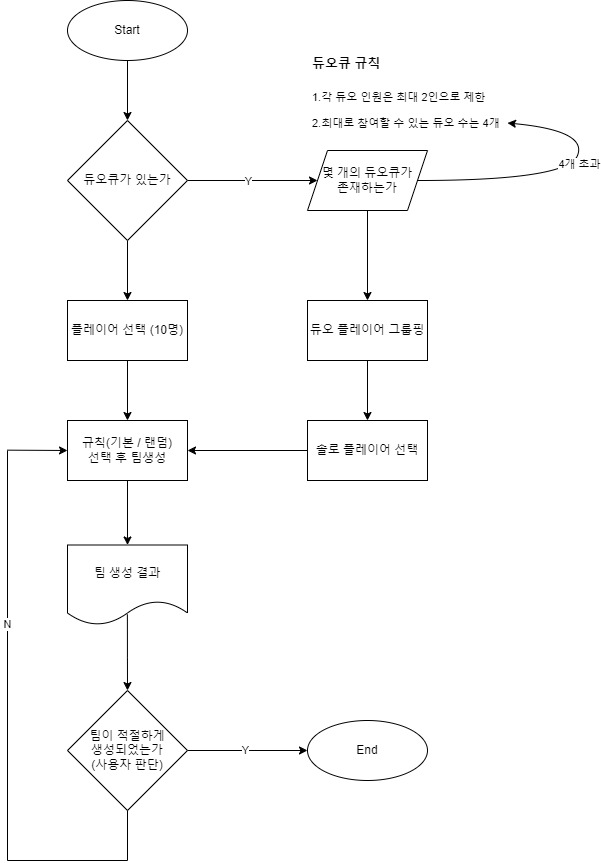 Start
듀오큐 규칙
1.각 듀오 인원은 최대 2인으로 제한
2.최대로 참여할 수 있는 듀오 수는 4개
4개 초과
듀오큐가 있는가
Y
몇 개의 듀오큐가
존재하는가
플레이어 선택 (10명)
듀오 플레이어 그룹핑
규칙(기본 / 랜덤)
선택 후 팀생성
솔로 플레이어 선택
팀 생성 결과
N
팀이 적절하게
생성되었는가
(사용자 판단)
Y
End